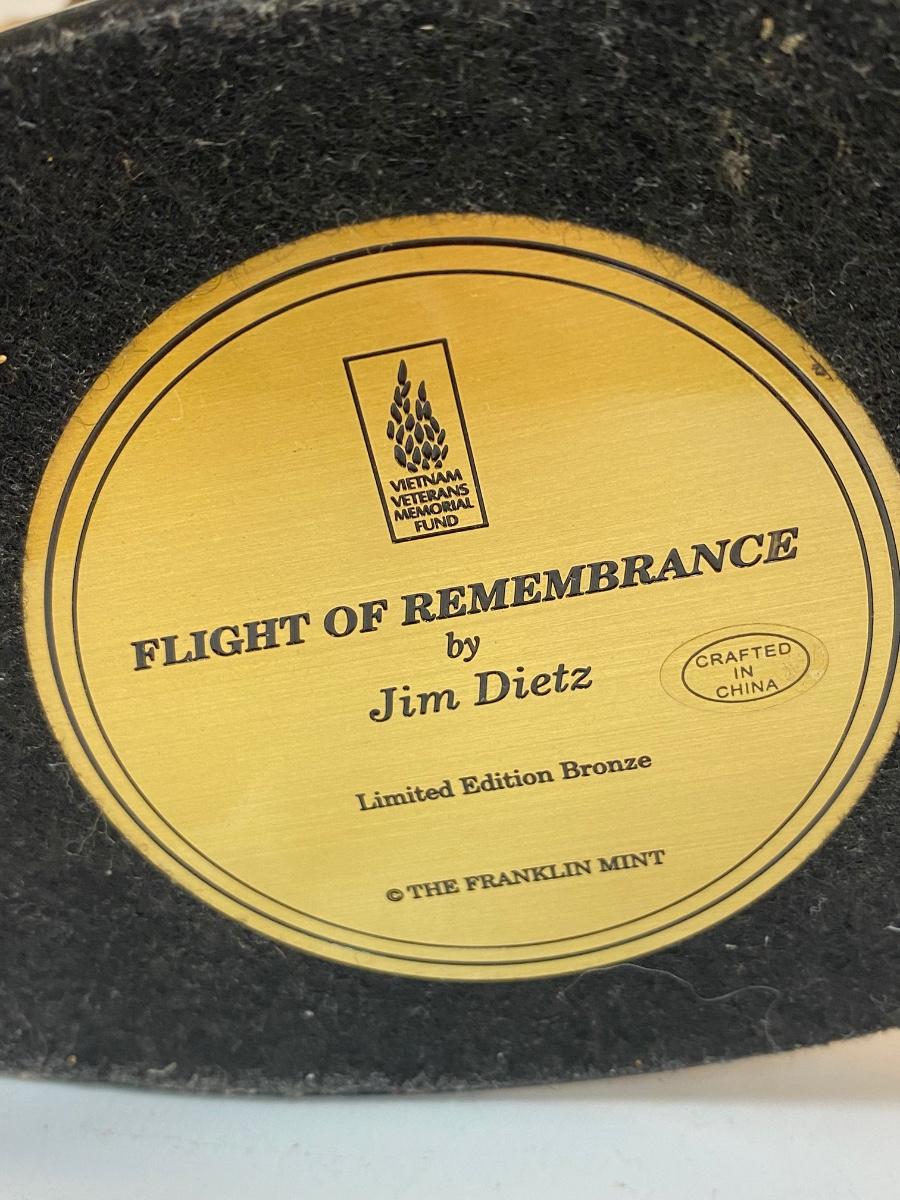 VIETNAM
VETERANS
MEMORIAL
FUND
FLIGHT OF REMEMBRANCE
by
Jim Dietz
CRAFTED
IN
CHINA
Limited Edition Bronze
© THE FRANKLIN MINT